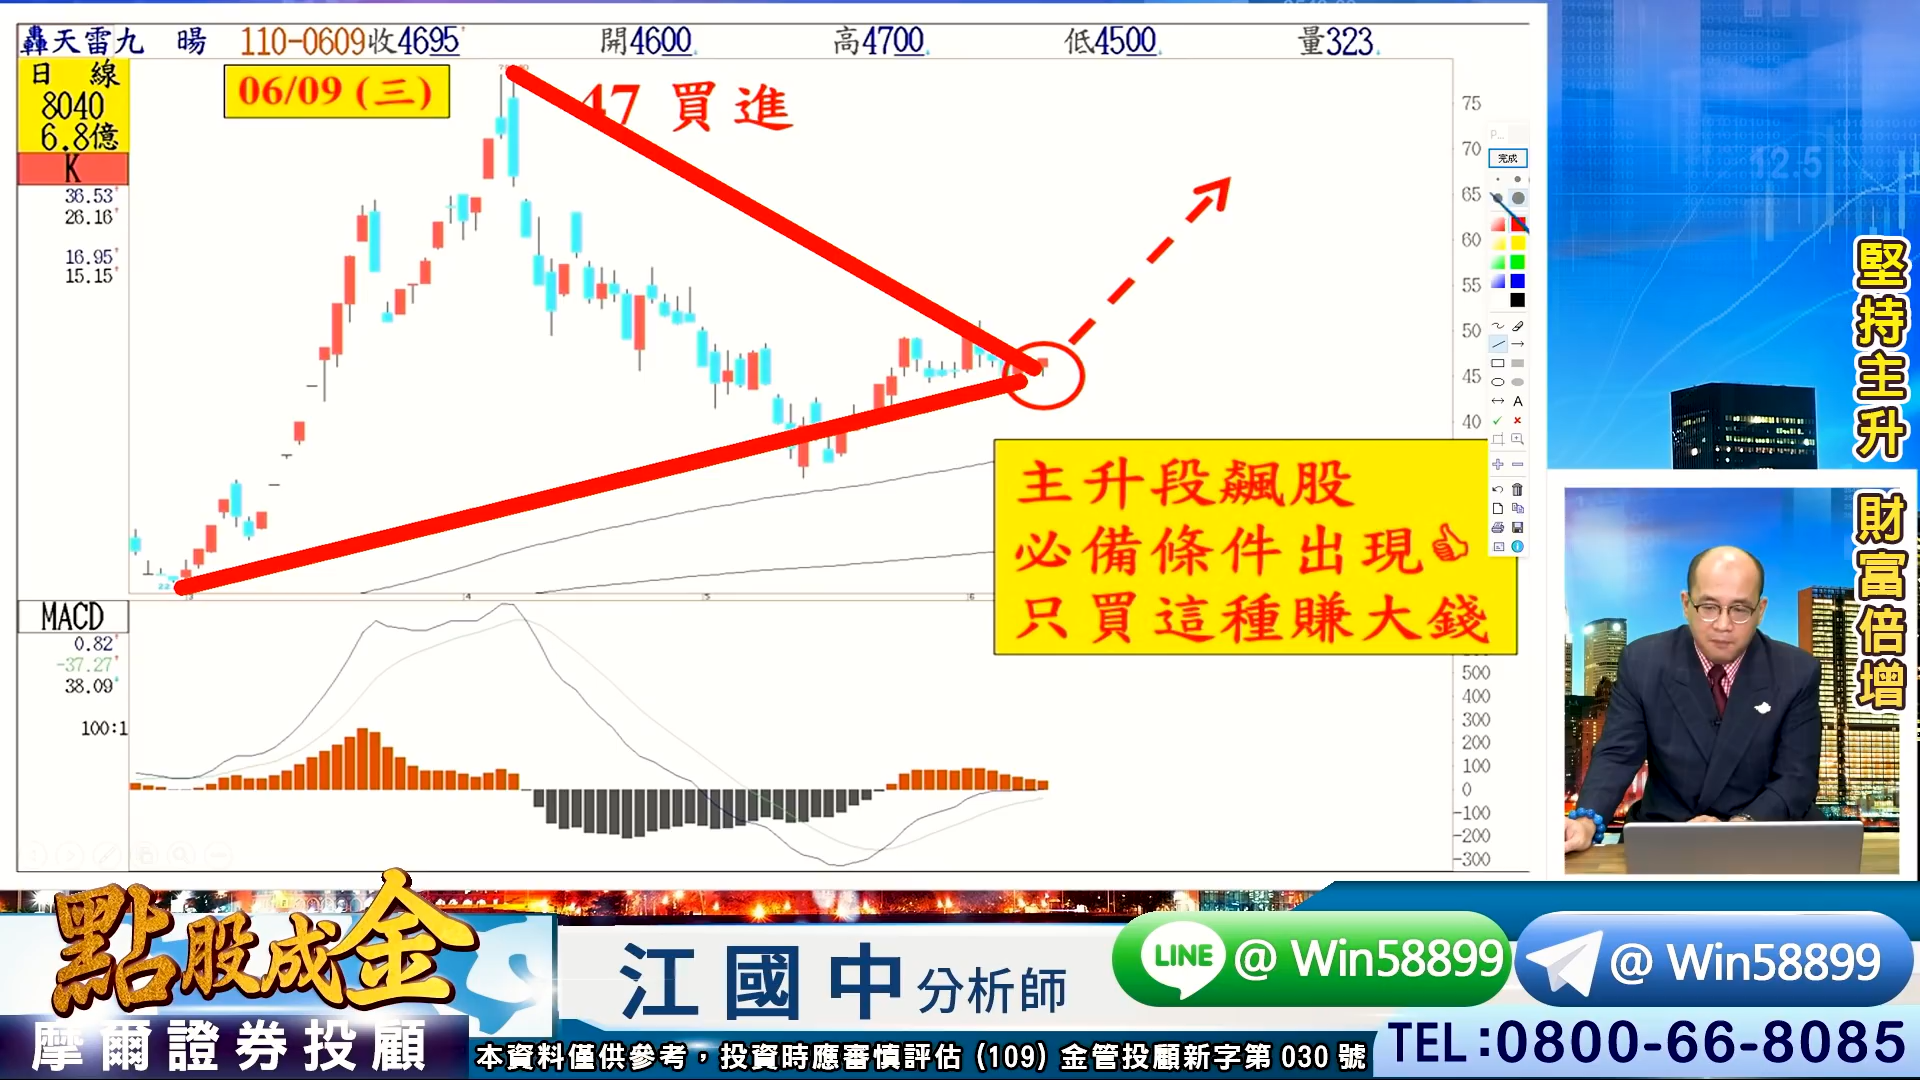 轟天雷九 暘 110-0609收4695 開4600 高4700 低4500 量323
日線
8040
6.8億
K
36.53
26.16
16.95
15.15
06/09 (三)
47 買進
75
70
65
60
55
50
45
40
完成
A
主升段飆股
必備條件出現👍
只買這種賺大錢
4
5
6
MACD
0.82
-37.27
38.09
100:1
500
400
300
200
100
0
-100
-200
-300
堅持主升 財富倍增
12.5
點股成金
摩爾證券投顧
江國中 分析師
LINE @ Win58899
@ Win58899
TEL:0800-66-8085
本資料僅供參考，投資時應審慎評估 (109) 金管投顧新字第 030 號